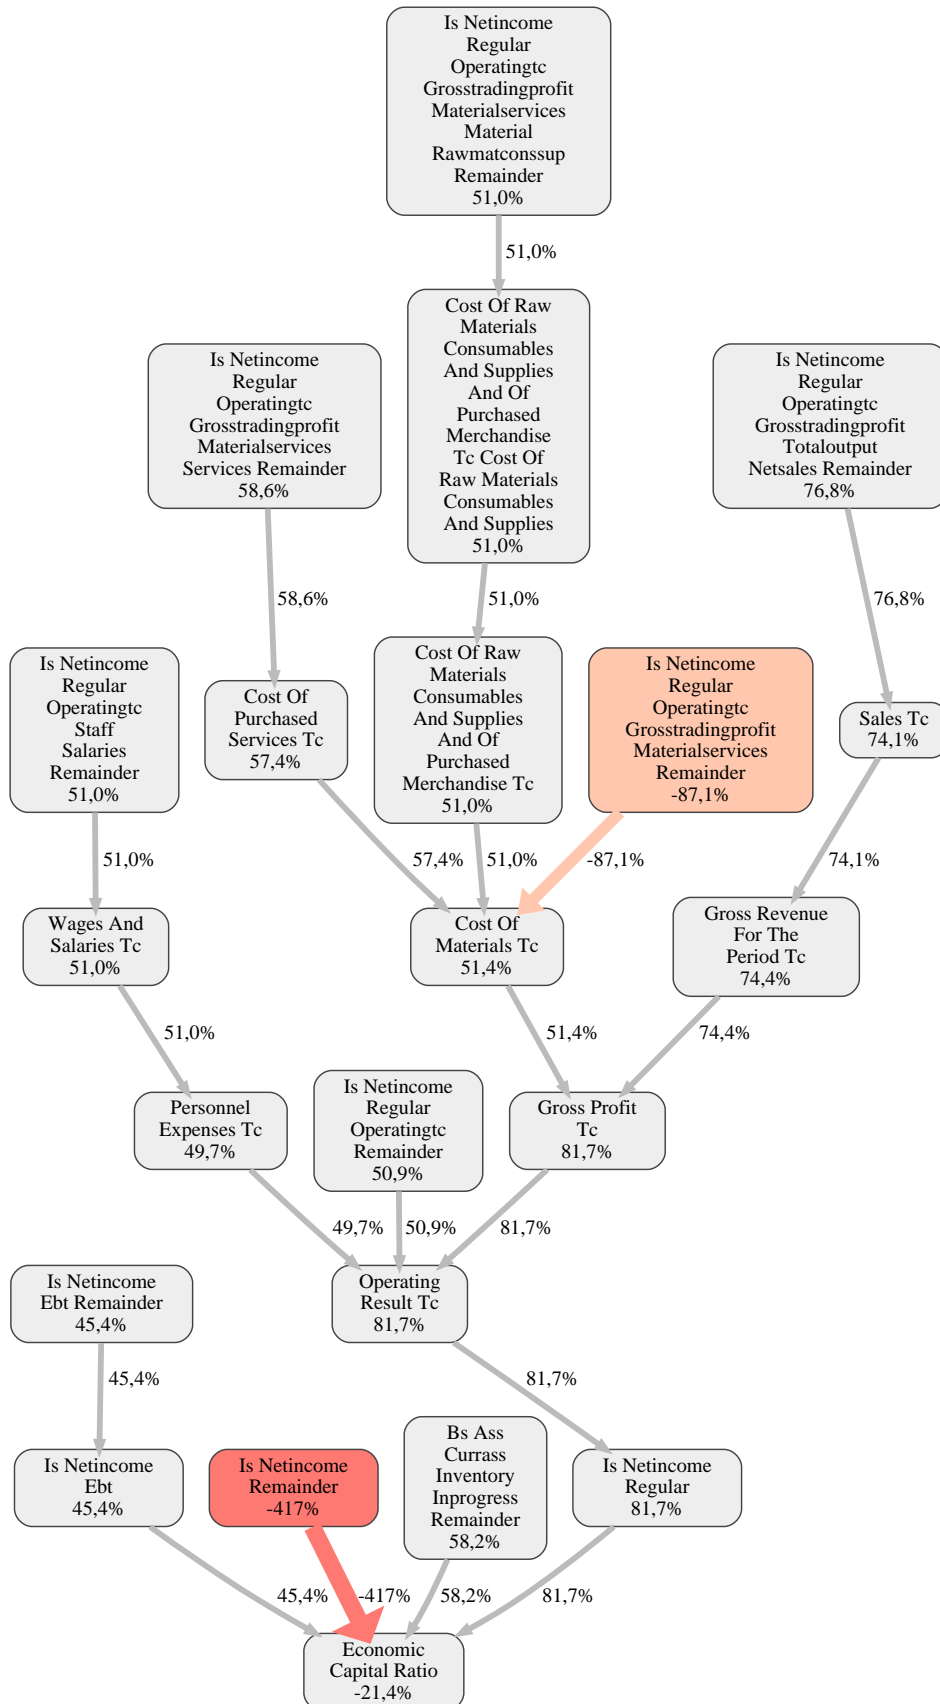 Is Netincome
Regular
Operatingtc
Grosstradingprofit
Materialservices
Material
Rawmatconssup
Remainder
51,0%
51,0%
Cost Of Raw
Materials
Consumables
And Supplies
And Of
Purchased
Merchandise
Tc Cost Of
Raw Materials
Consumables
And Supplies
51,0%
Is Netincome
Regular
Operatingtc
Grosstradingprofit
Materialservices
Services Remainder
58,6%
Is Netincome
Regular
Operatingtc
Grosstradingprofit
Totaloutput
Netsales Remainder
76,8%
58,6%
51,0%
76,8%
Is Netincome
Regular
Operatingtc
Staff
Salaries
Remainder
51,0%
Cost Of
Purchased
Services Tc
57,4%
Cost Of Raw
Materials
Consumables
And Supplies
And Of
Purchased
Merchandise Tc
51,0%
Is Netincome
Regular
Operatingtc
Grosstradingprofit
Materialservices
Remainder
-87,1%
Sales Tc
74,1%
51,0%
57,4%
51,0%
-87,1%
74,1%
Wages And
Salaries Tc
51,0%
Cost Of
Materials Tc
51,4%
Gross Revenue
For The
Period Tc
74,4%
51,0%
51,4%
74,4%
Personnel
Expenses Tc
49,7%
Is Netincome
Regular
Operatingtc
Remainder
50,9%
Gross Profit
Tc
81,7%
49,7%
50,9%
81,7%
Is Netincome
Ebt Remainder
45,4%
Operating
Result Tc
81,7%
45,4%
81,7%
Is Netincome
Ebt
45,4%
Is Netincome
Remainder
-417%
Bs Ass
Currass
Inventory
Inprogress
Remainder
58,2%
Is Netincome
Regular
81,7%
45,4%
-417%
58,2%
81,7%
Economic
Capital Ratio
-21,4%